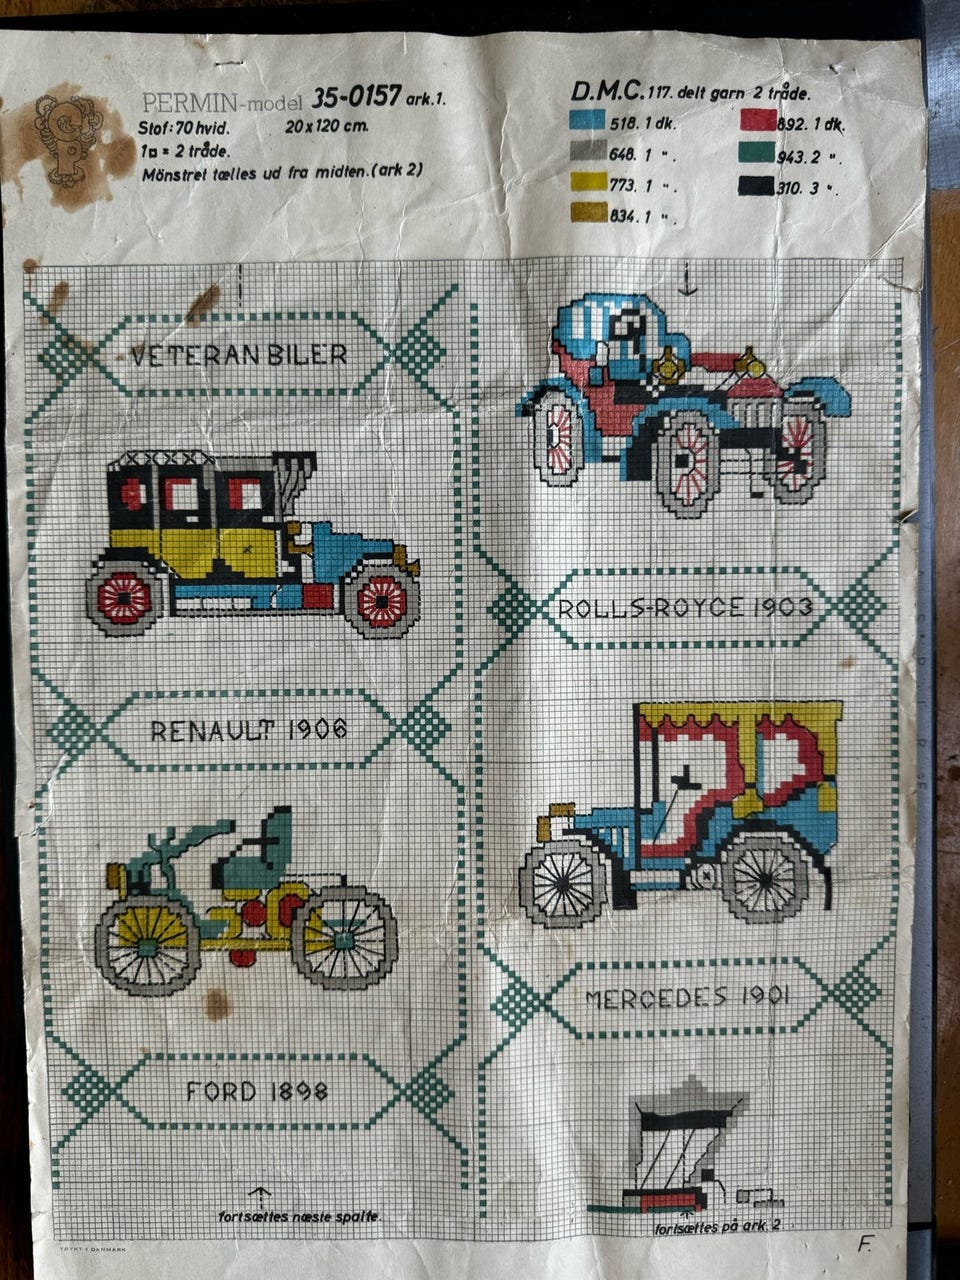 PERMIN-model 35-0157 ark.1.
Stof: 70 hvid. 20 x 120 cm.
1□ = 2 tråde.
Mönstret tælles ud fra midten. (ark 2)
D.M.C. 117. delt garn 2 tråde.
518. 1 dk.
648. 1 ".
773. 1 ".
834. 1 ".
892. 1 dk.
943. 2 ".
310. 3 ".
VETERAN BILER
RENAULT 1906
FORD 1898
fortsættes næste spalte.
ROLLS-ROYCE 1903
MERCEDES 1901
fortsættes på ark. 2
TRYKT I DANMARK
F.